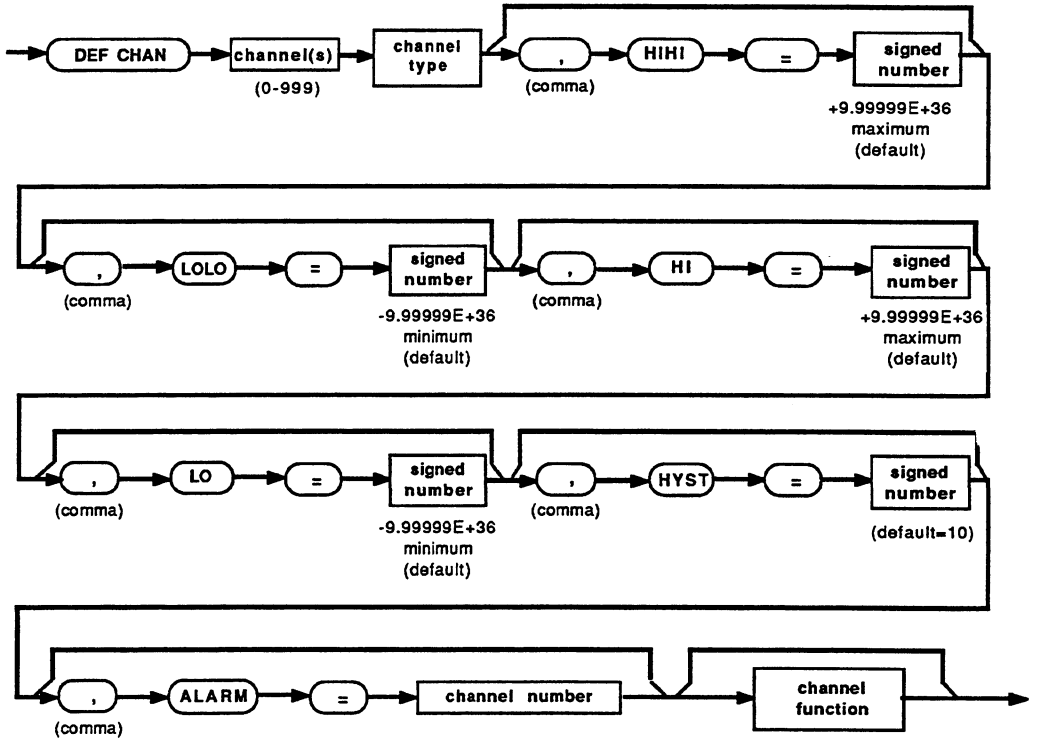 DEF CHAN
channel(s)
(0-999)
channel
type
,
(comma)
HIHI
=
signed
number
+9.99999E+36
maximum
(default)
,
(comma)
LOLO
=
signed
number
-9.99999E+36
minimum
(default)
,
(comma)
HI
=
signed
number
+9.99999E+36
maximum
(default)
,
(comma)
LO
=
signed
number
-9.99999E+36
minimum
(default)
,
(comma)
HYST
=
signed
number
(default=10)
,
(comma)
ALARM
=
channel number
channel
function